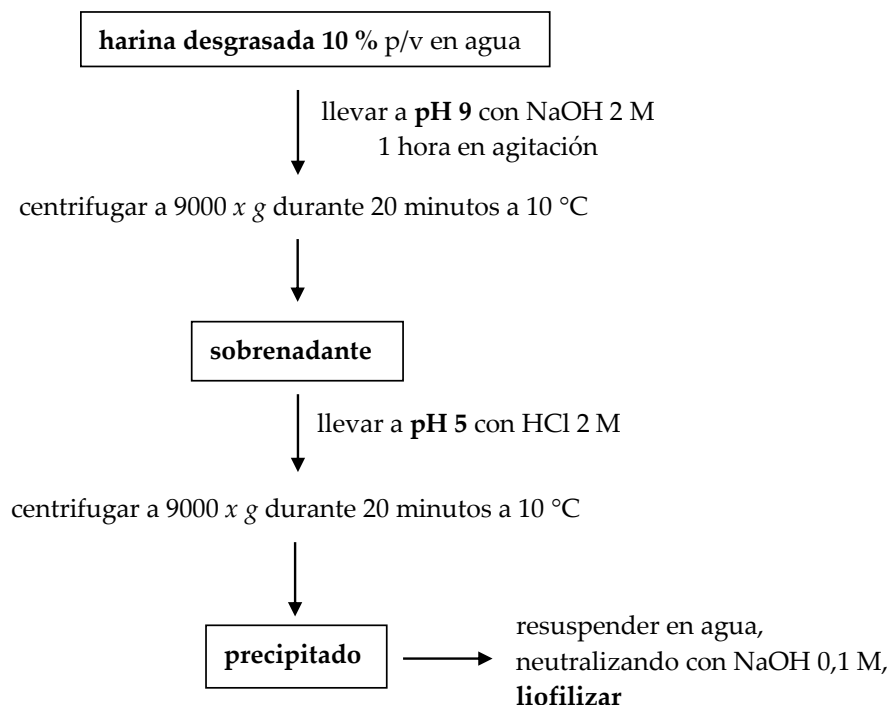 harina desgrasada 10 % p/v en agua
llevar a pH 9 con NaOH 2 M
1 hora en agitación
centrifugar a 9000 x g durante 20 minutos a 10 °C
sobrenadante
llevar a pH 5 con HCl 2 M
centrifugar a 9000 x g durante 20 minutos a 10 °C
precipitado
resuspender en agua,
neutralizando con NaOH 0,1 M,
liofilizar